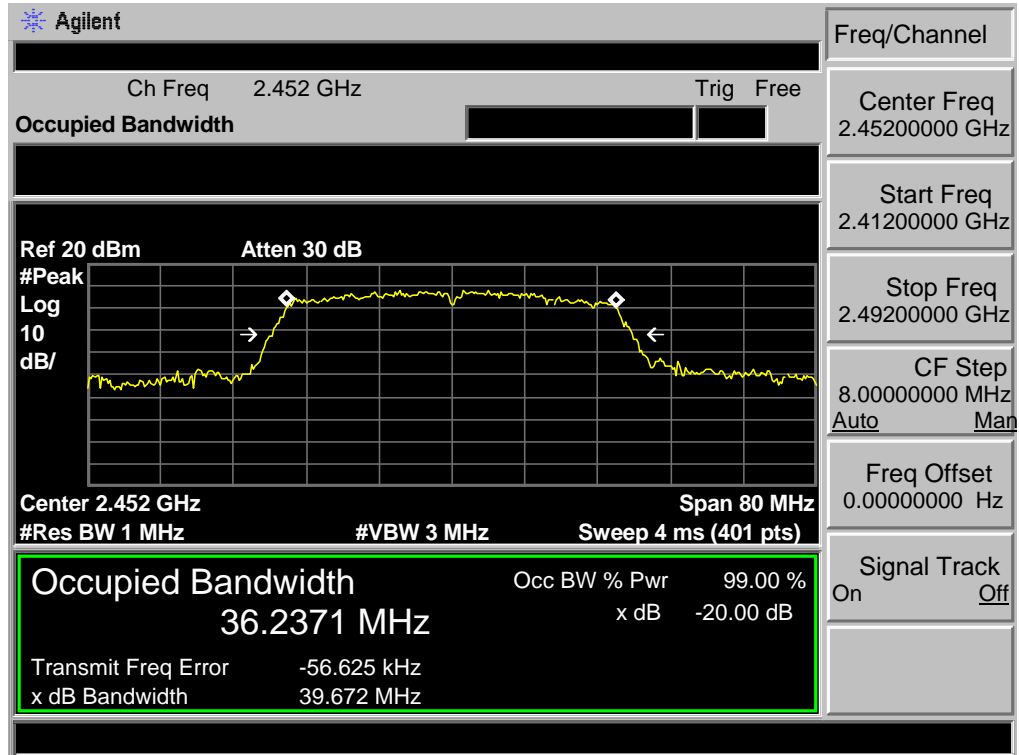 Agilent
Freq/Channel
Ch Freq 2.452 GHz Trig Free
Occupied Bandwidth
Center Freq
2.45200000 GHz
Start Freq
2.41200000 GHz
Stop Freq
2.49200000 GHz
CF Step
8.00000000 MHz
Auto Man
Freq Offset
0.00000000 Hz
Signal Track
On Off
Ref 20 dBm Atten 30 dB
#Peak
Log
10
dB/
Center 2.452 GHz Span 80 MHz
#Res BW 1 MHz #VBW 3 MHz Sweep 4 ms (401 pts)
Occupied Bandwidth Occ BW % Pwr 99.00 %
36.2371 MHz x dB -20.00 dB
Transmit Freq Error -56.625 kHz
x dB Bandwidth 39.672 MHz